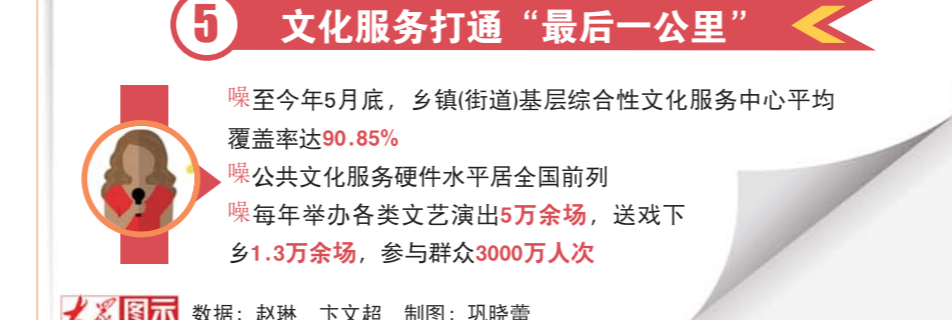 5 文化服务打通“最后一公里”
噪至今年5月底，乡镇(街道)基层综合性文化服务中心平均
覆盖率达90.85%
噪公共文化服务硬件水平居全国前列
噪每年举办各类文艺演出5万余场，送戏下
乡1.3万余场，参与群众3000万人次
大众图示 数据：赵琳 卞文超 制图：巩晓蕾